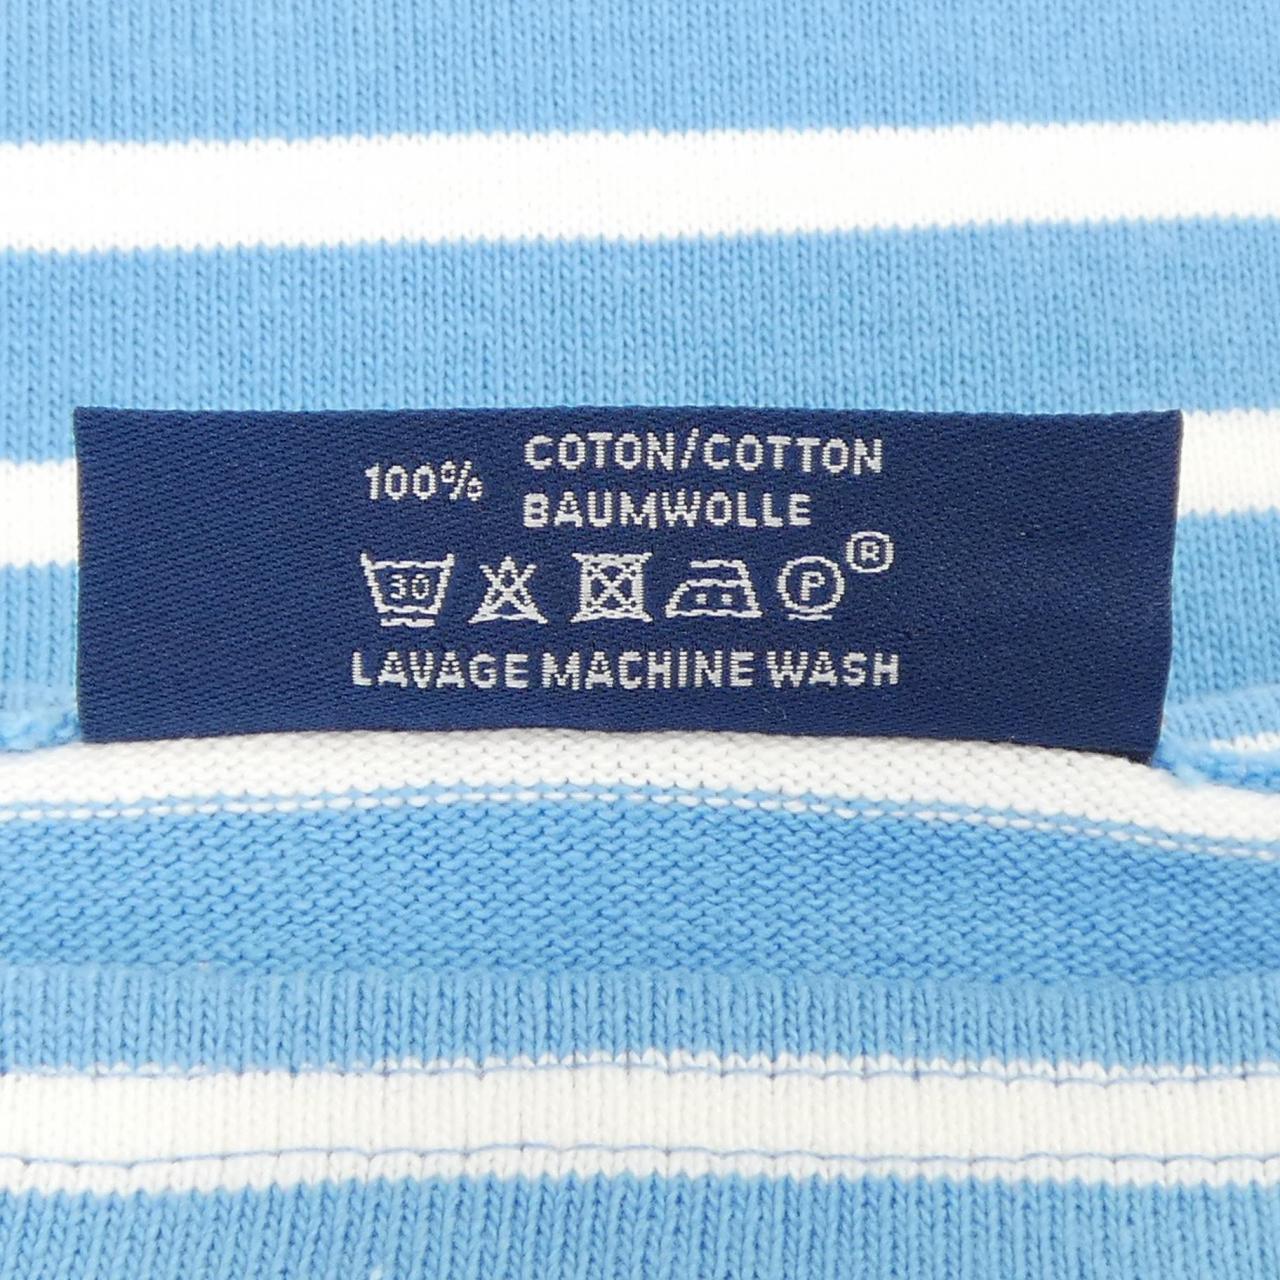 100% COTON/COTTON
BAUMWOLLE
30 P ®
LAVAGE MACHINE WASH